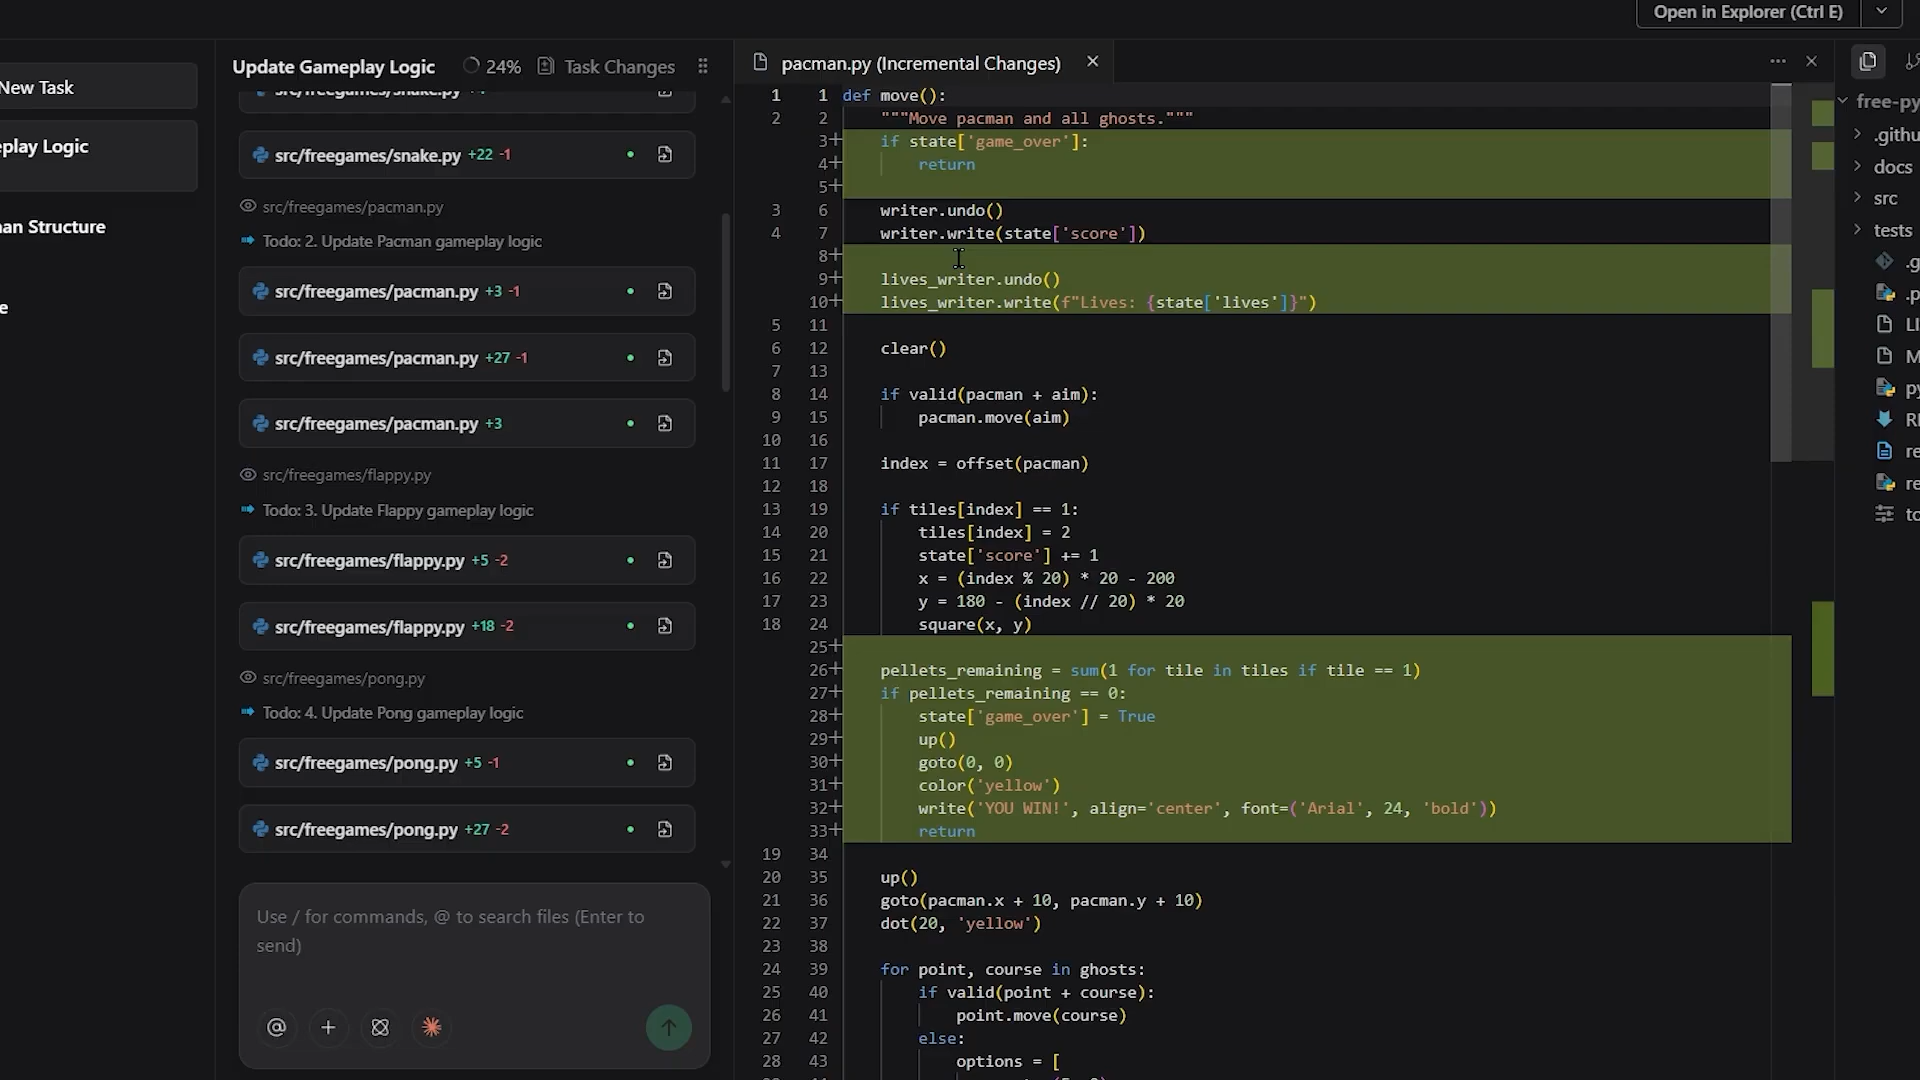 Open in Explorer (Ctrl E)
New Task
play Logic
an Structure
e
Update Gameplay Logic 24% Task Changes
src/freegames/snake.py
src/freegames/snake.py +22 -1
src/freegames/pacman.py
Todo: 2. Update Pacman gameplay logic
src/freegames/pacman.py +3 -1
src/freegames/pacman.py +27 -1
src/freegames/pacman.py +3
src/freegames/flappy.py
Todo: 3. Update Flappy gameplay logic
src/freegames/flappy.py +5 -2
src/freegames/flappy.py +18 -2
src/freegames/pong.py
Todo: 4. Update Pong gameplay logic
src/freegames/pong.py +5 -1
src/freegames/pong.py +27 -2
Use / for commands, @ to search files (Enter to
send)
pacman.py (Incremental Changes)
1 1 def move():
2 2 """Move pacman and all ghosts."""
3+ if state['game_over']:
4+ return
5+
3 6 writer.undo()
4 7 writer.write(state['score'])
8+
9+ lives_writer.undo()
10+ lives_writer.write(f"Lives: {state['lives']}")
5 11
6 12 clear()
7 13
8 14 if valid(pacman + aim):
9 15 pacman.move(aim)
10 16
11 17 index = offset(pacman)
12 18
13 19 if tiles[index] == 1:
14 20 tiles[index] = 2
15 21 state['score'] += 1
16 22 x = (index % 20) * 20 - 200
17 23 y = 180 - (index // 20) * 20
18 24 square(x, y)
25+
26+ pellets_remaining = sum(1 for tile in tiles if tile == 1)
27+ if pellets_remaining == 0:
28+ state['game_over'] = True
29+ up()
30+ goto(0, 0)
31+ color('yellow')
32+ write('YOU WIN!', align='center', font=('Arial', 24, 'bold'))
33+ return
19 34
20 35 up()
21 36 goto(pacman.x + 10, pacman.y + 10)
22 37 dot(20, 'yellow')
23 38
24 39 for point, course in ghosts:
25 40 if valid(point + course):
26 41 point.move(course)
27 42 else:
28 43 options = [
free-py
.githu
docs
src
tests
.g
.p
LI
M
py
RE
re
re
to